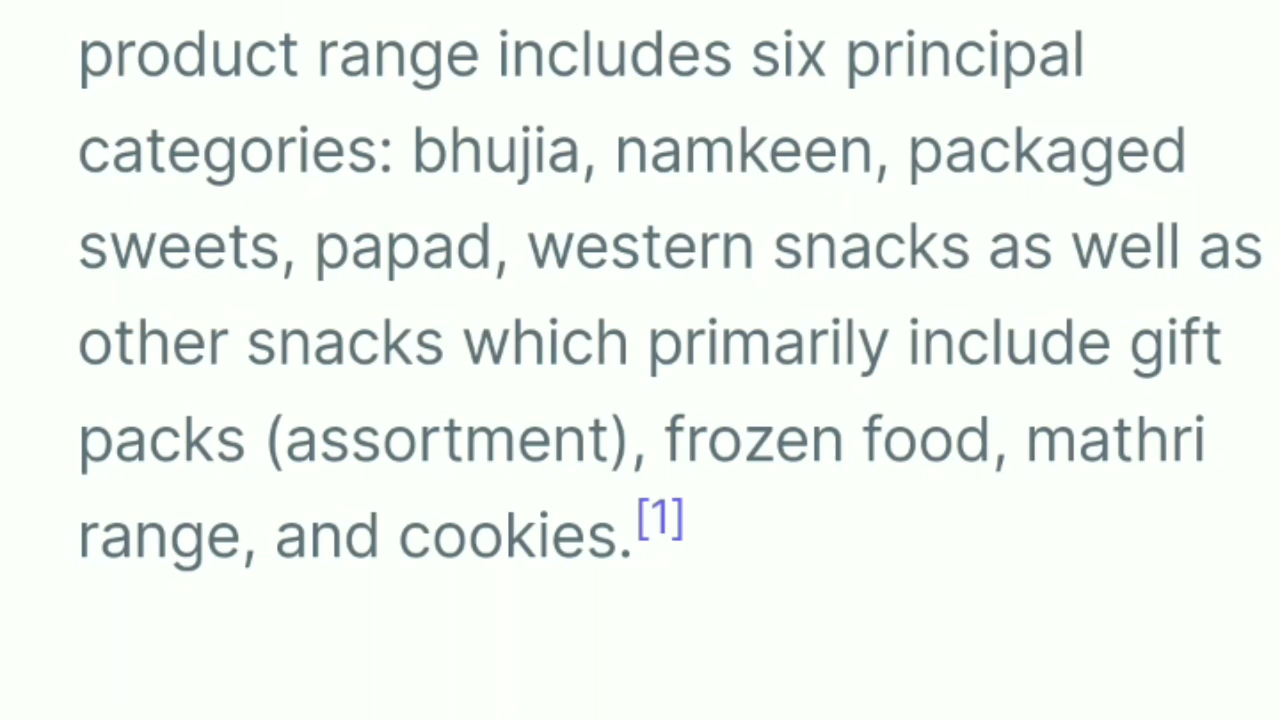 product range includes six principal
categories: bhujia, namkeen, packaged
sweets, papad, western snacks as well as
other snacks which primarily include gift
packs (assortment), frozen food, mathri
range, and cookies.[1]